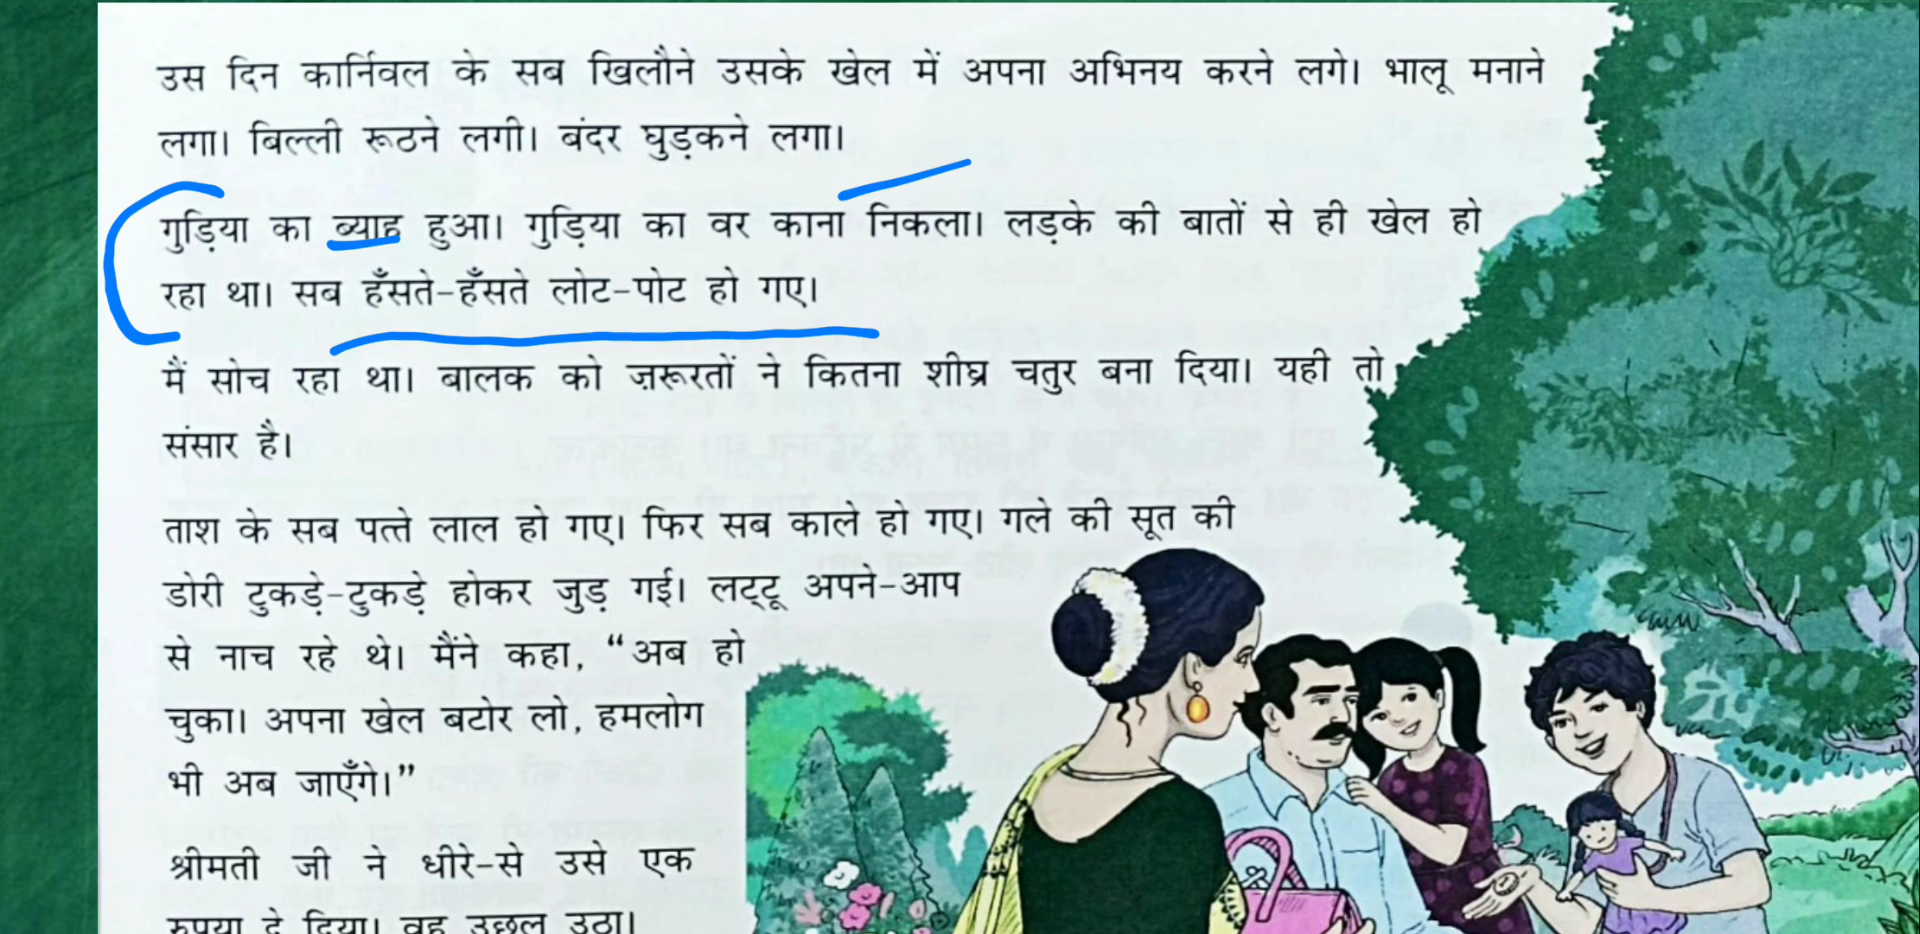 उस दिन कार्निवल के सब खिलौने उसके खेल में अपना अभिनय करने लगे। भालू मनाने
लगा। बिल्ली रूठने लगी। बंदर घुड़कने लगा।
गुड़िया का ब्याह हुआ। गुड़िया का वर काना निकला। लड़के की बातों से ही खेल हो
रहा था। सब हँसते-हँसते लोट-पोट हो गए।
मैं सोच रहा था। बालक को ज़रूरतों ने कितना शीघ्र चतुर बना दिया। यही तो
संसार है।
ताश के सब पत्ते लाल हो गए। फिर सब काले हो गए। गले की सूत की
डोरी टुकड़े-टुकड़े होकर जुड़ गई। लट्टू अपने-आप
से नाच रहे थे। मैंने कहा, “अब हो
चुका। अपना खेल बटोर लो, हमलोग
भी अब जाएँगे।”
श्रीमती जी ने धीरे-से उसे एक
रुपया दे दिया। वह उछल उठा।